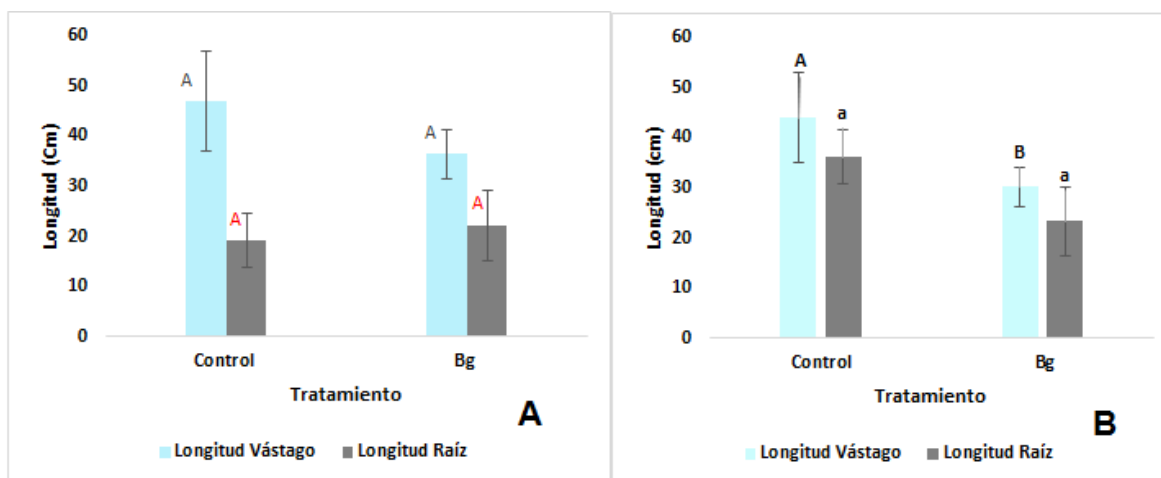 60
50
40
30
20
10
0
Longitud (Cm)
A
A
A
A
Control
Bg
Tratamiento
A
Longitud Vástago
Longitud Raíz
60
50
40
30
20
10
0
Longitud (cm)
A
a
B
a
Control
Bg
Tratamiento
B
Longitud Vástago
Longitud Raíz